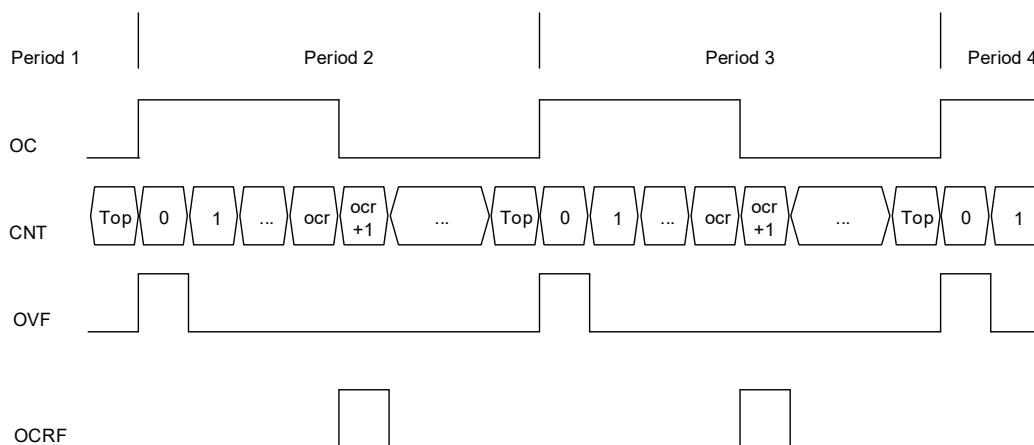 Period 1 Period 2 Period 3 Period 4
OC
CNT Top 0 1 ... ocr ocr +1 ... Top 0 1 ... ocr ocr +1 ... Top 0 1
OVF
OCRF